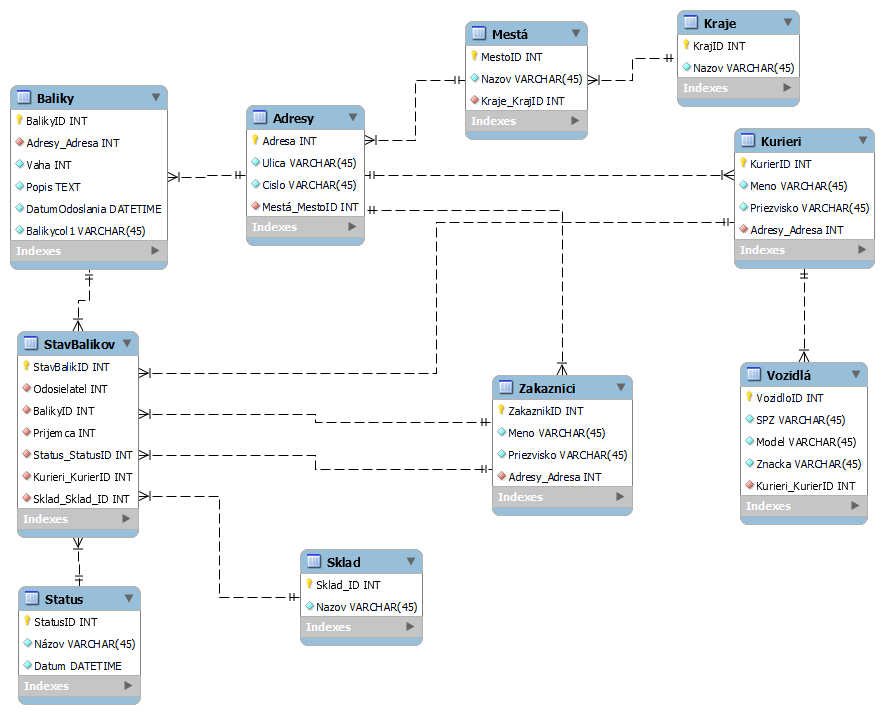 Kraje
KrajID INT
Nazov VARCHAR(45)
Indexes
Mestá
MestoID INT
Nazov VARCHAR(45)
Kraje_KrajID INT
Indexes
Baliky
BalikyID INT
Adresy_Adresa INT
Vaha INT
Popis TEXT
DatumOdoslania DATETIME
Balikycol1 VARCHAR(45)
Indexes
Adresy
Adresa INT
Ulica VARCHAR(45)
Cislo VARCHAR(45)
Mestá_MestoID INT
Indexes
Kurieri
KurierID INT
Meno VARCHAR(45)
Priezvisko VARCHAR(45)
Adresy_Adresa INT
Indexes
StavBalikov
StavBalikID INT
Odosielatel INT
BalikyID INT
Prijemca INT
Status_StatusID INT
Kurieri_KurierID INT
Sklad_Sklad_ID INT
Indexes
Zakaznici
ZakaznikID INT
Meno VARCHAR(45)
Priezvisko VARCHAR(45)
Adresy_Adresa INT
Indexes
Vozidlá
VozidloID INT
SPZ VARCHAR(45)
Model VARCHAR(45)
Znacka VARCHAR(45)
Kurieri_KurierID INT
Indexes
Sklad
Sklad_ID INT
Nazov VARCHAR(45)
Indexes
Status
StatusID INT
Názov VARCHAR(45)
Datum DATETIME
Indexes